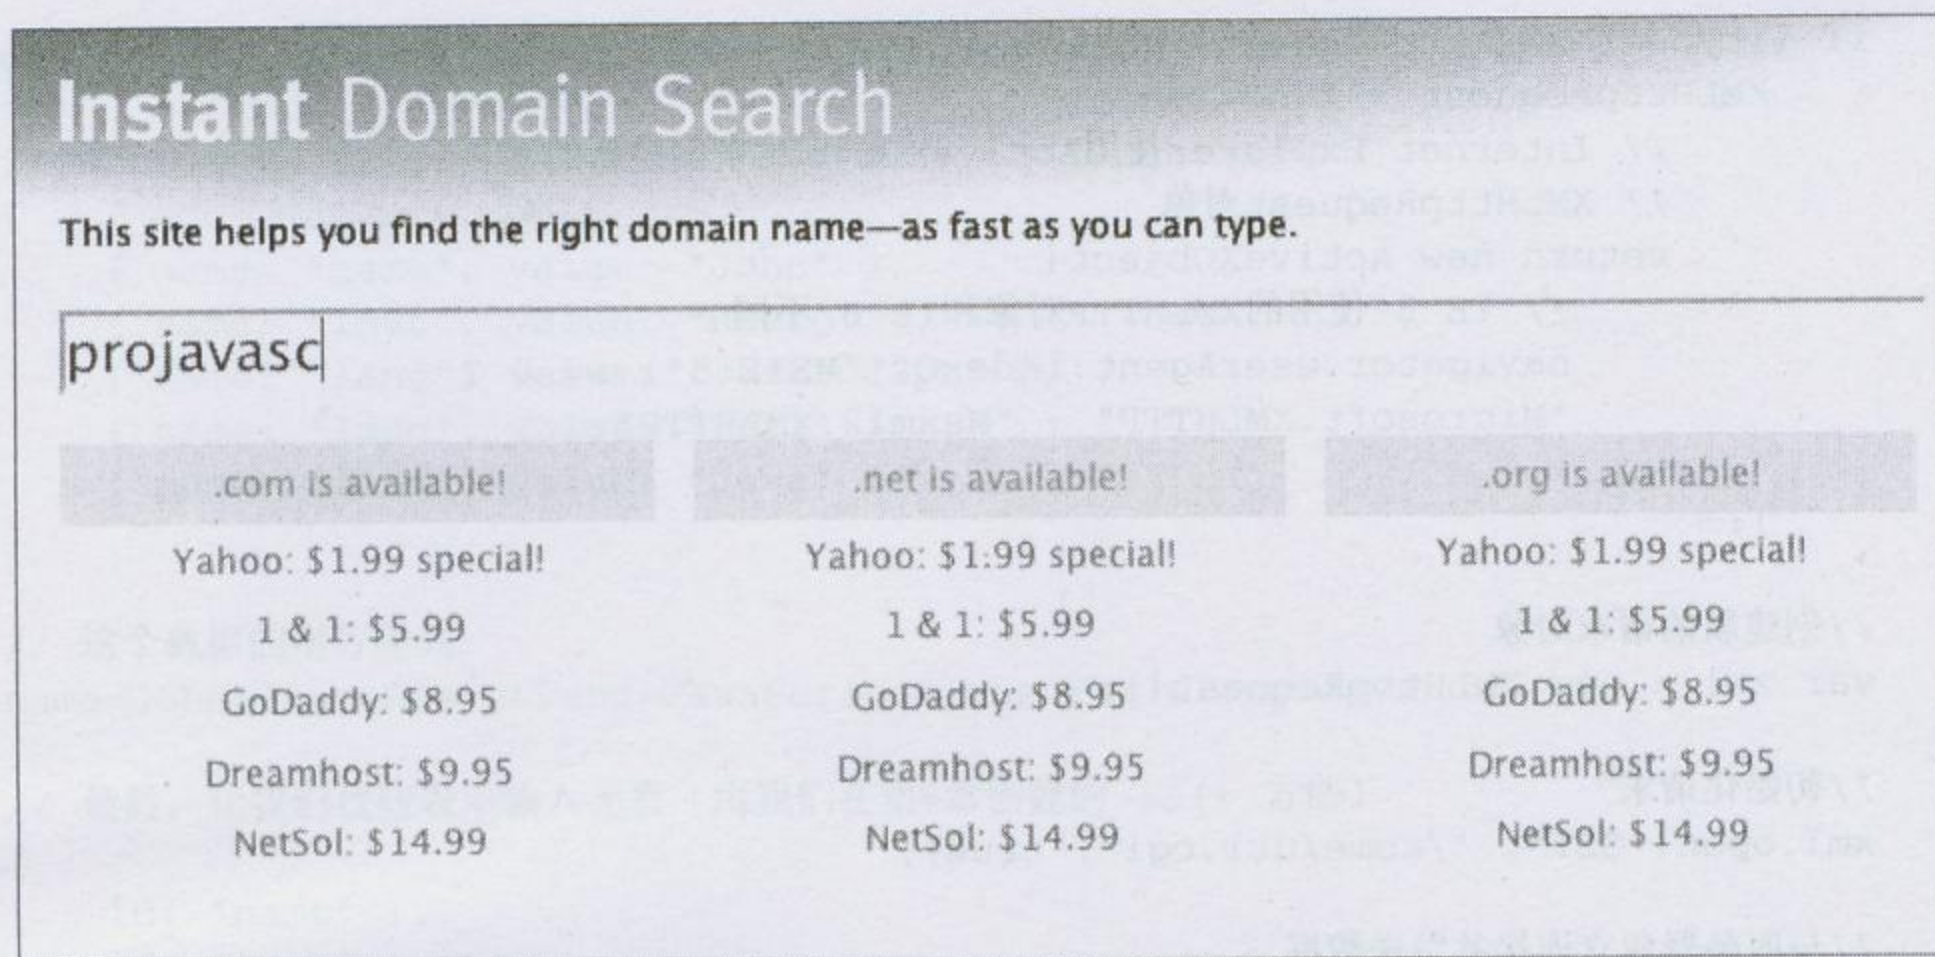 Instant Domain Search
This site helps you find the right domain name—as fast as you can type.
projavasc
.com is available! .net is available! .org is available!
Yahoo: $1.99 special! Yahoo: $1.99 special! Yahoo: $1.99 special!
1 & 1: $5.99 1 & 1: $5.99 1 & 1: $5.99
GoDaddy: $8.95 GoDaddy: $8.95 GoDaddy: $8.95
Dreamhost: $9.95 Dreamhost: $9.95 Dreamhost: $9.95
NetSol: $14.99 NetSol: $14.99 NetSol: $14.99